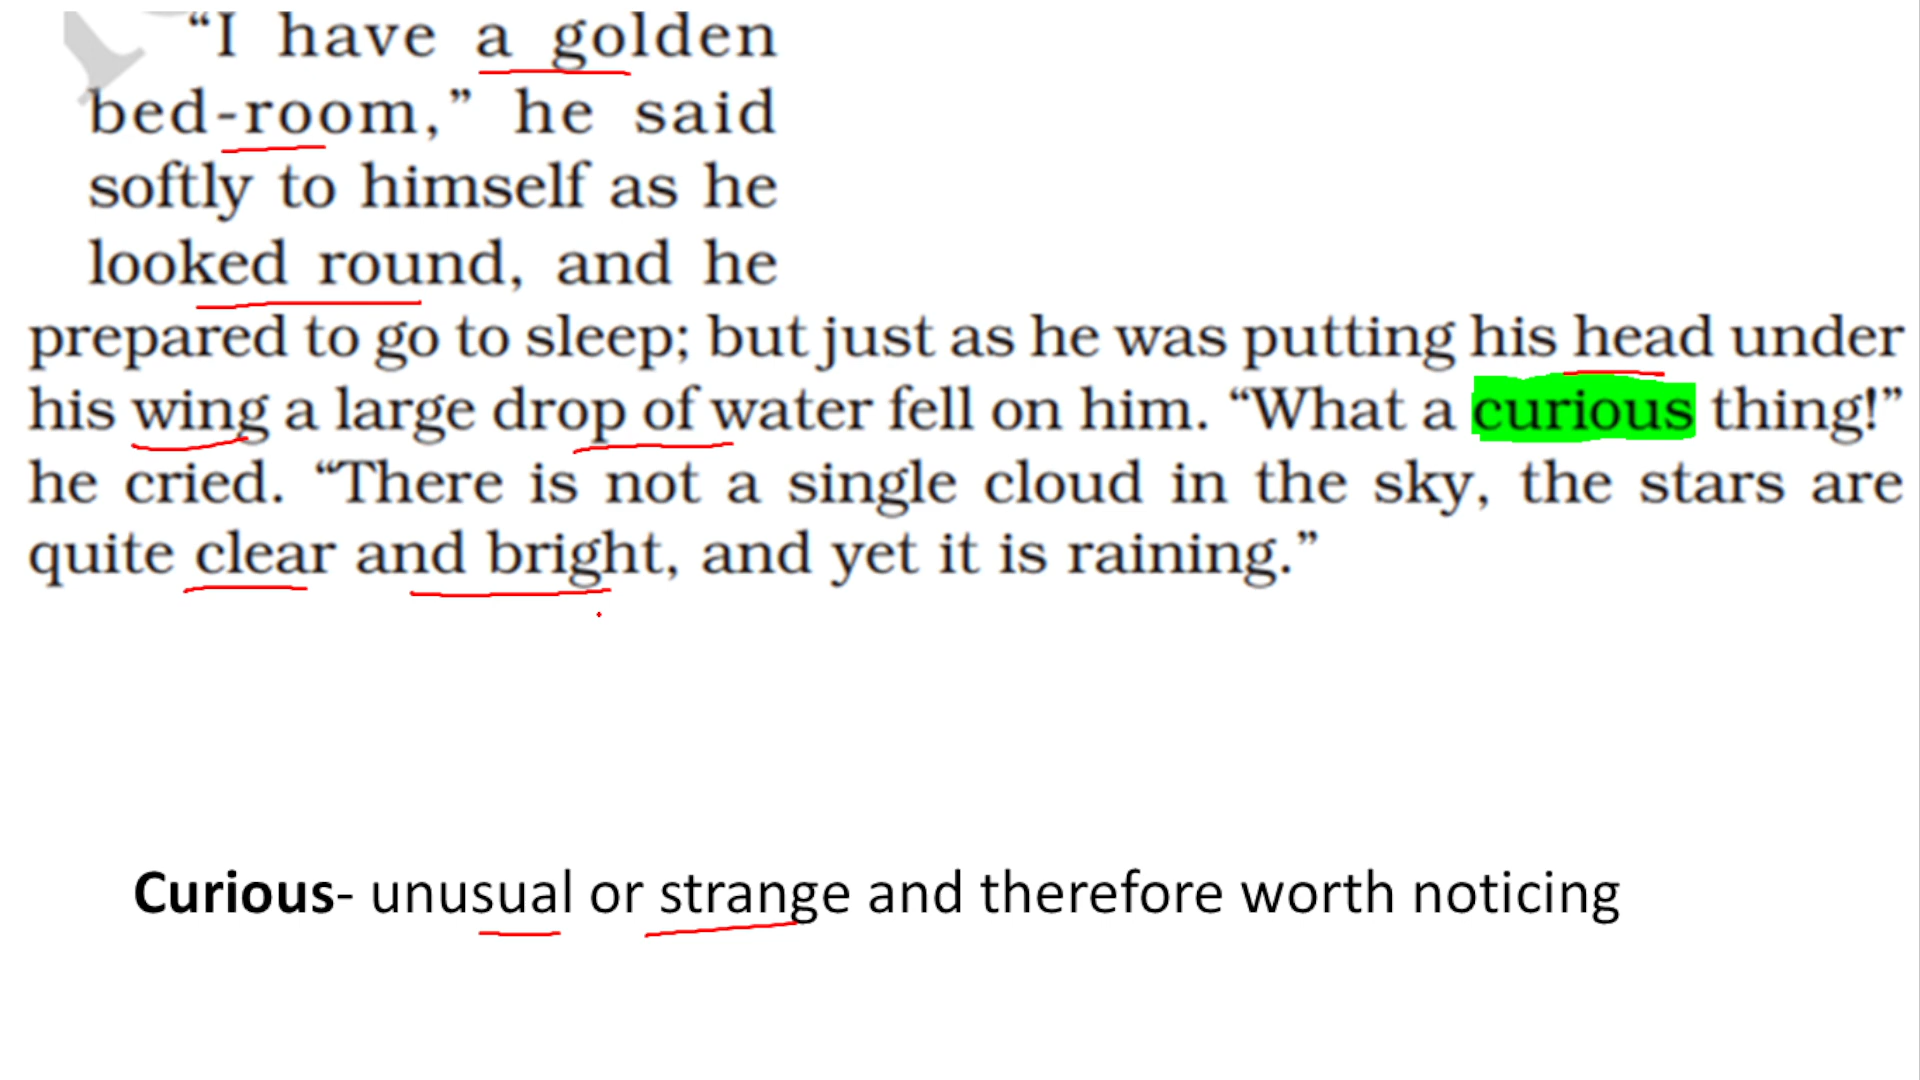 “I have a golden
bed-room,” he said
softly to himself as he
looked round, and he
prepared to go to sleep; but just as he was putting his head under
his wing a large drop of water fell on him. “What a curious thing!”
he cried. “There is not a single cloud in the sky, the stars are
quite clear and bright, and yet it is raining.”
Curious- unusual or strange and therefore worth noticing